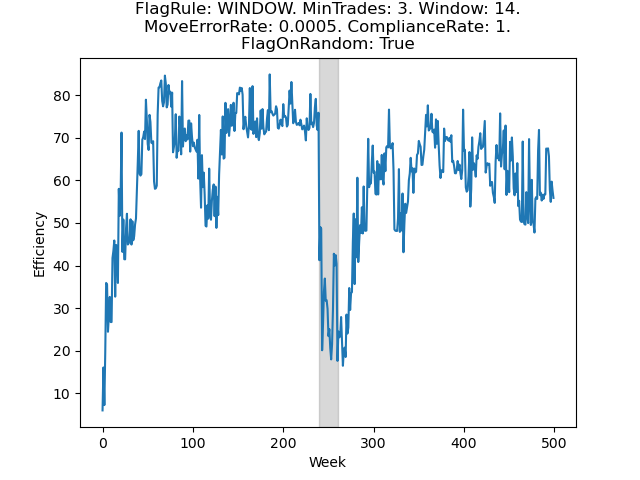 FlagRule: WINDOW. MinTrades: 3. Window: 14.
MoveErrorRate: 0.0005. ComplianceRate: 1.
FlagOnRandom: True
80
70
60
50
40
30
20
10
Efficiency
0 100 200 300 400 500
Week